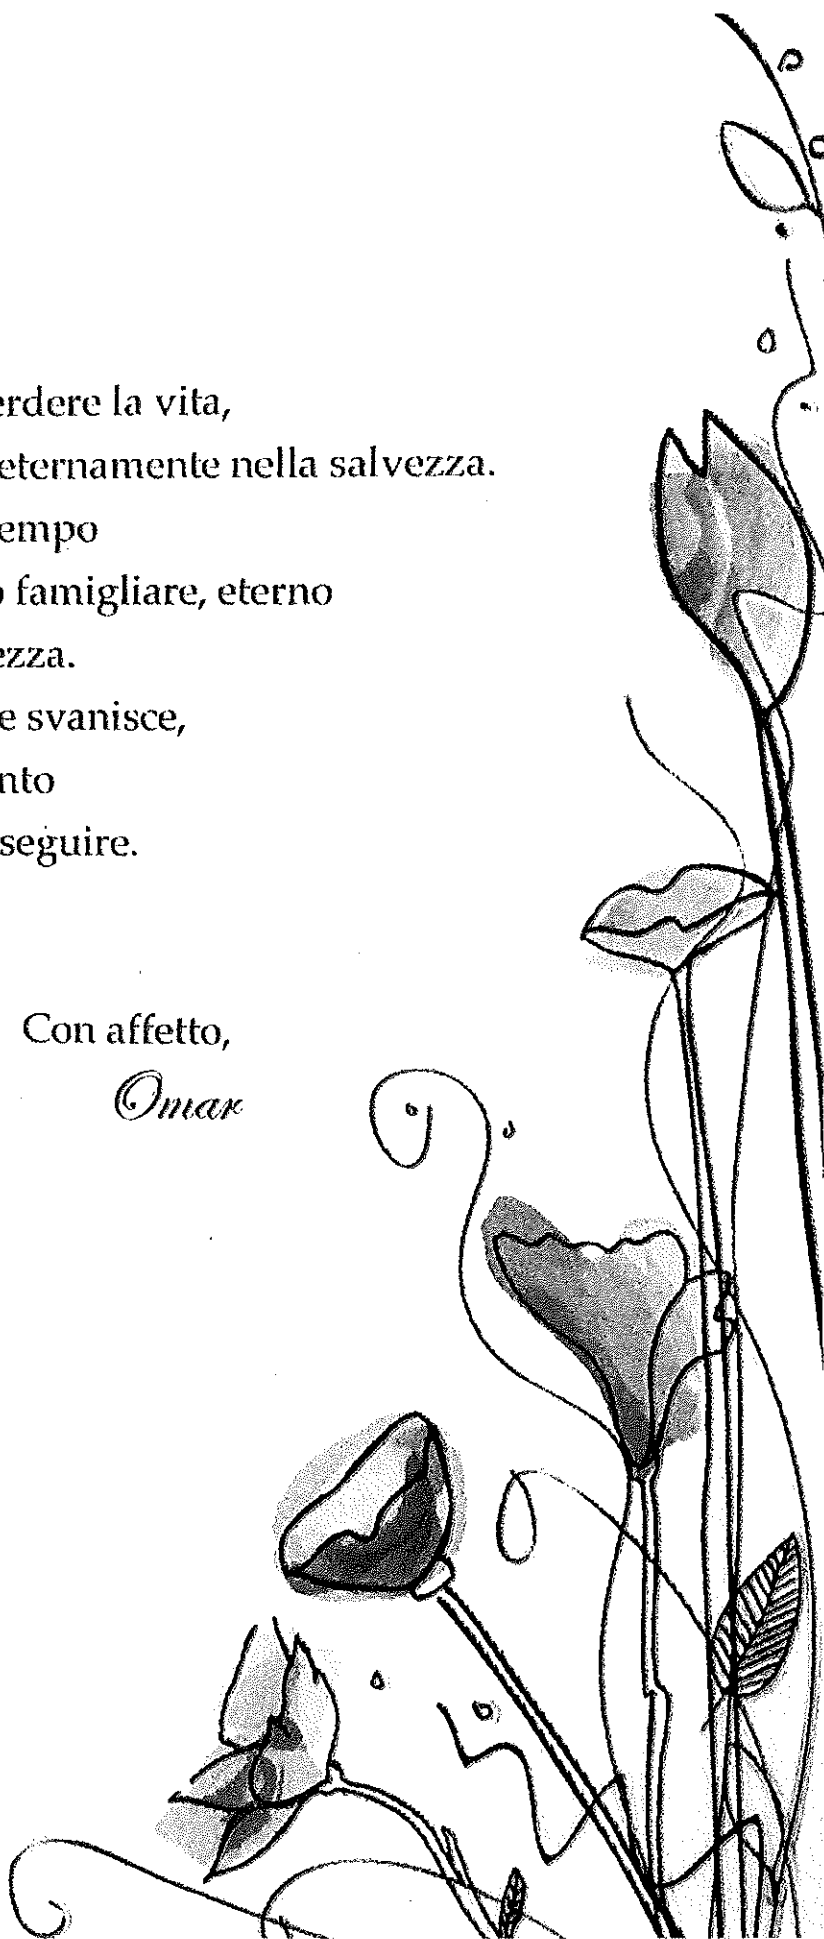 erdere la vita,
eternamente nella salvezza.
empo
o famigliare, eterno
ezza.
e svanisce,
nto
seguire.
Con affetto,
Omar